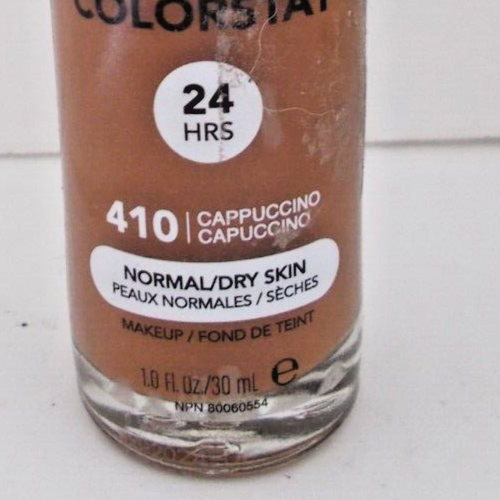 COLORSTAY
24
HRS
410 | CAPPUCCINO
CAPUCCINO
NORMAL/DRY SKIN
PEAUX NORMALES / SÈCHES
MAKEUP / FOND DE TEINT
1.0 fl. oz./30 mL e
NPN 80060554